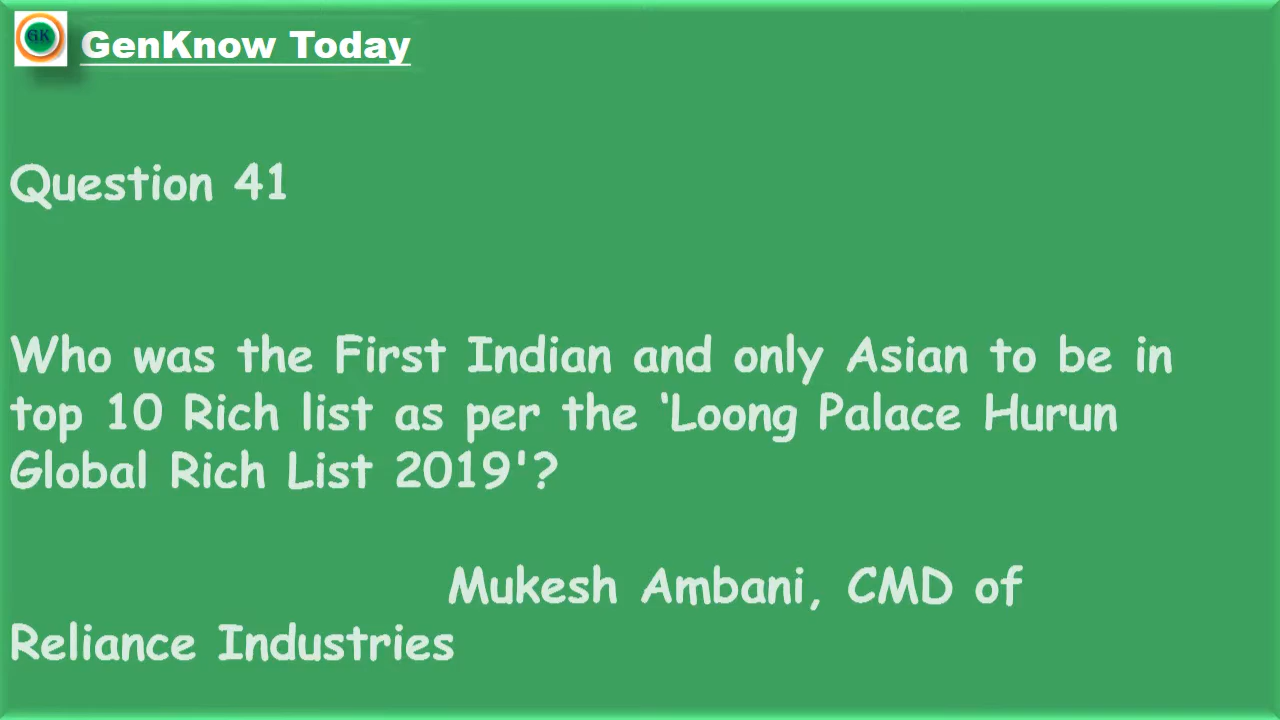 GK
GenKnow Today
Question 41
Who was the First Indian and only Asian to be in
top 10 Rich list as per the ‘Loong Palace Hurun
Global Rich List 2019'?
Mukesh Ambani, CMD of
Reliance Industries